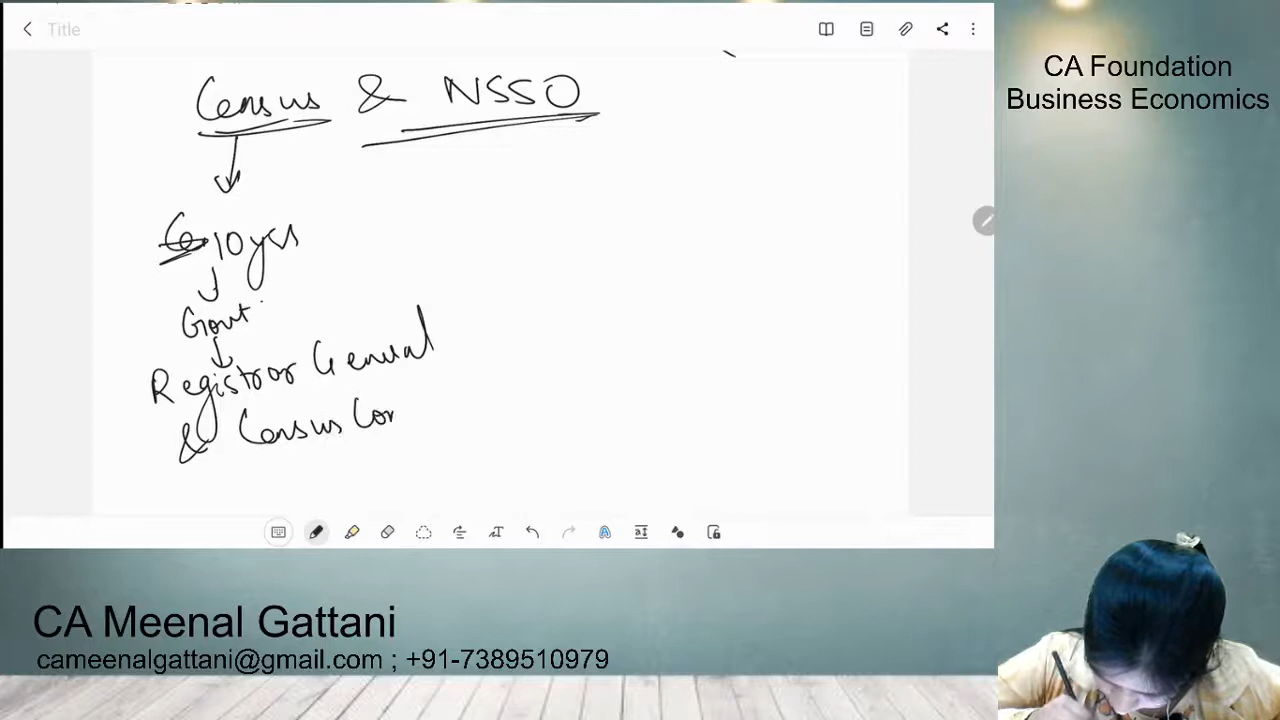 Title
CA Foundation
Business Economics
Census & NSSO
10 yrs
Govt
Registrar General
& Census Com
CA Meenal Gattani
cameenalgattani@gmail.com ; +91-7389510979